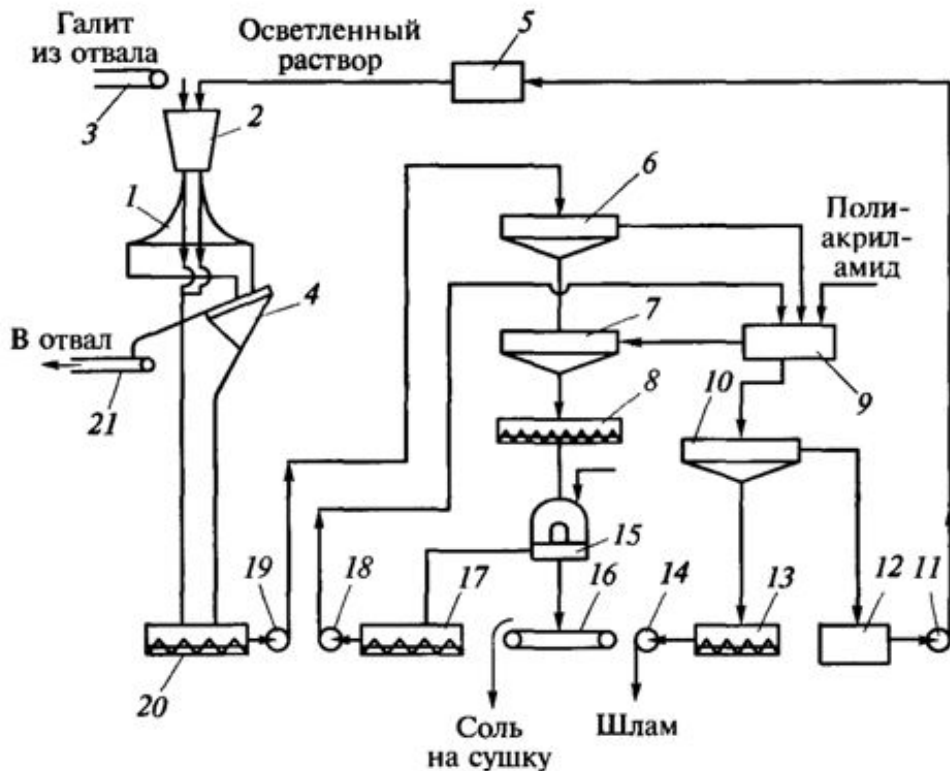 Галит
из отвала
Осветленный
раствор
5
3
2
1
6
Поли-
акрил-
амид
4
7
В отвал
21
8
10
9
15
19
18
17
16
14
13
12
11
20
Соль
на сушку
Шлам